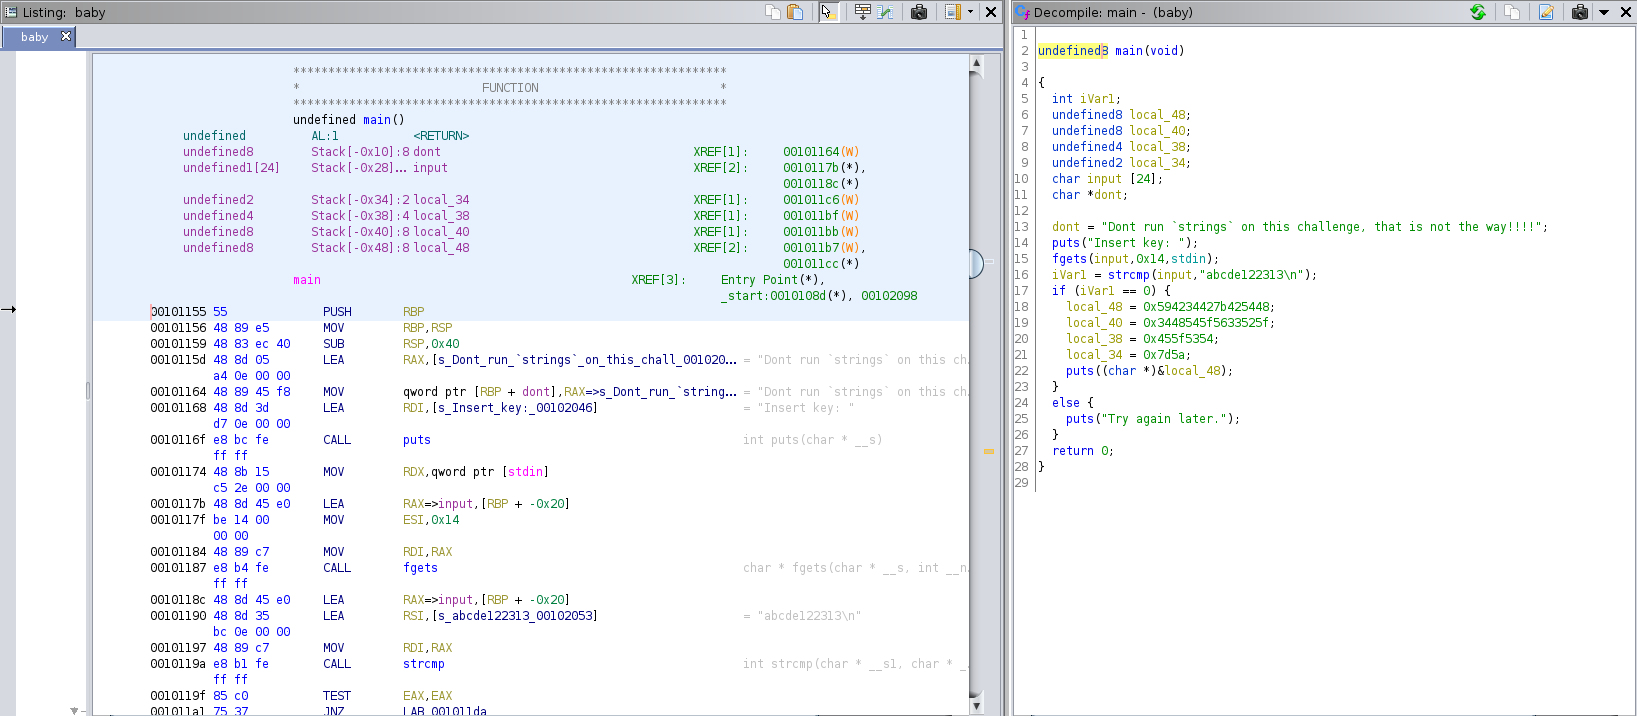 Listing: baby
baby
**************************************************************
* FUNCTION *
**************************************************************
undefined main()
undefined AL:1 <RETURN>
undefined8 Stack[-0x10]:8 dont XREF[1]: 00101164(W)
undefined1[24] Stack[-0x28]... input XREF[2]: 0010117b(*),
0010118c(*)
undefined2 Stack[-0x34]:2 local_34 XREF[1]: 001011c6(W)
undefined4 Stack[-0x38]:4 local_38 XREF[1]: 001011bf(W)
undefined8 Stack[-0x40]:8 local_40 XREF[1]: 001011bb(W)
undefined8 Stack[-0x48]:8 local_48 XREF[2]: 001011b7(W),
001011cc(*)
main XREF[3]: Entry Point(*),
_start:0010108d(*), 00102098
00101155 55 PUSH RBP
00101156 48 89 e5 MOV RBP,RSP
00101159 48 83 ec 40 SUB RSP,0x40
0010115d 48 8d 05 LEA RAX,[s_Dont_run_`strings`_on_this_chall_001020... = "Dont run `strings` on this ch
a4 0e 00 00
00101164 48 89 45 f8 MOV qword ptr [RBP + dont],RAX=>s_Dont_run_`string... = "Dont run `strings` on this ch
00101168 48 8d 3d LEA RDI,[s_Insert_key:_00102046] = "Insert key: "
d7 0e 00 00
0010116f e8 bc fe CALL puts int puts(char * __s)
ff ff
00101174 48 8b 15 MOV RDX,qword ptr [stdin]
c5 2e 00 00
0010117b 48 8d 45 e0 LEA RAX=>input,[RBP + -0x20]
0010117f be 14 00 MOV ESI,0x14
00 00
00101184 48 89 c7 MOV RDI,RAX
00101187 e8 b4 fe CALL fgets char * fgets(char * __s, int __n
ff ff
0010118c 48 8d 45 e0 LEA RAX=>input,[RBP + -0x20]
00101190 48 8d 35 LEA RSI,[s_abcde122313_00102053] = "abcde122313\n"
bc 0e 00 00
00101197 48 89 c7 MOV RDI,RAX
0010119a e8 b1 fe CALL strcmp int strcmp(char * __s1, char * _
ff ff
0010119f 85 c0 TEST EAX,EAX
001011a1 75 37 JNZ LAB_001011da
Decompile: main - (baby)
1
2 undefined8 main(void)
3
4 {
5 int iVar1;
6 undefined8 local_48;
7 undefined8 local_40;
8 undefined4 local_38;
9 undefined2 local_34;
10 char input [24];
11 char *dont;
12
13 dont = "Dont run `strings` on this challenge, that is not the way!!!!";
14 puts("Insert key: ");
15 fgets(input,0x14,stdin);
16 iVar1 = strcmp(input,"abcde122313\n");
17 if (iVar1 == 0) {
18 local_48 = 0x594234427b425448;
19 local_40 = 0x3448545f5633525f;
20 local_38 = 0x455f5354;
21 local_34 = 0x7d5a;
22 puts((char *)&local_48);
23 }
24 else {
25 puts("Try again later.");
26 }
27 return 0;
28 }
29